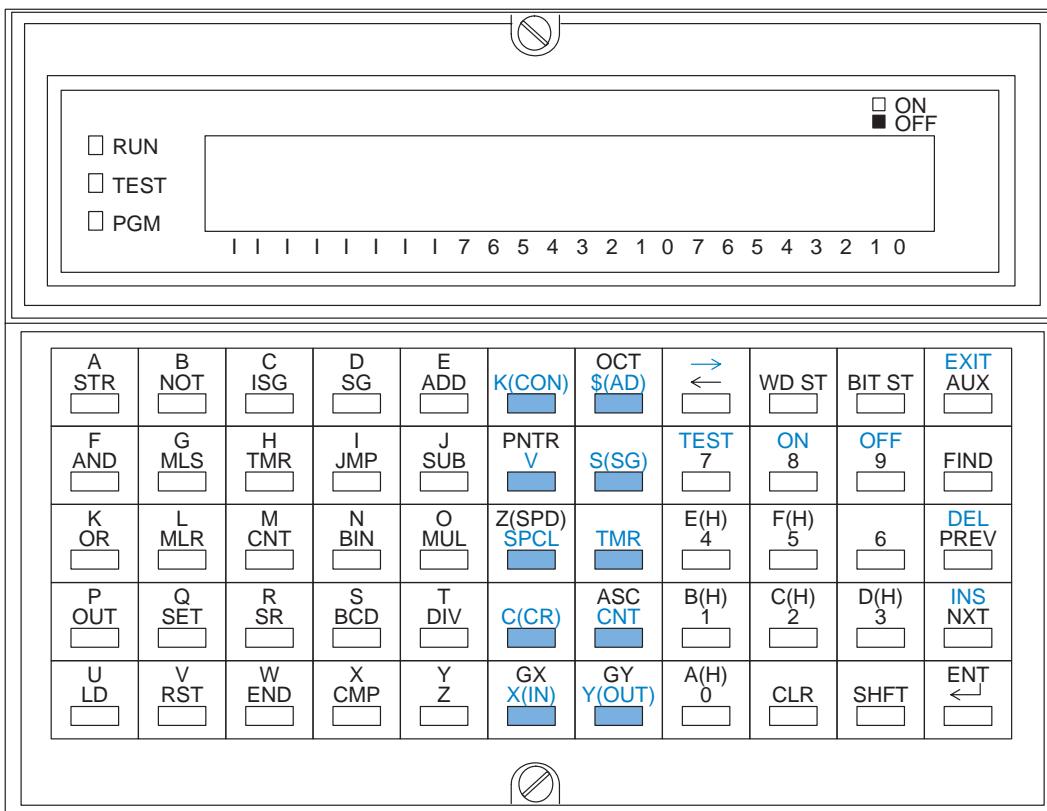 ON
OFF
RUN
TEST
PGM
I I I I I I I I 7 6 5 4 3 2 1 0 7 6 5 4 3 2 1 0
A B C D E OCT → EXIT
STR NOT ISG SG ADD K(CON) $(AD) ← WD ST BIT ST AUX
F G H I J PNTR TEST ON OFF
AND MLS TMR JMP SUB V S(SG) 7 8 9 FIND
K L M N O Z(SPD) E(H) F(H) DEL
OR MLR CNT BIN MUL SPCL TMR 4 5 6 PREV
P Q R S T ASC B(H) C(H) D(H) INS
OUT SET SR BCD DIV C(CR) CNT 1 2 3 NXT
U V W X Y GX GY A(H) ENT
LD RST END CMP Z X(IN) Y(OUT) 0 CLR SHFT ↵